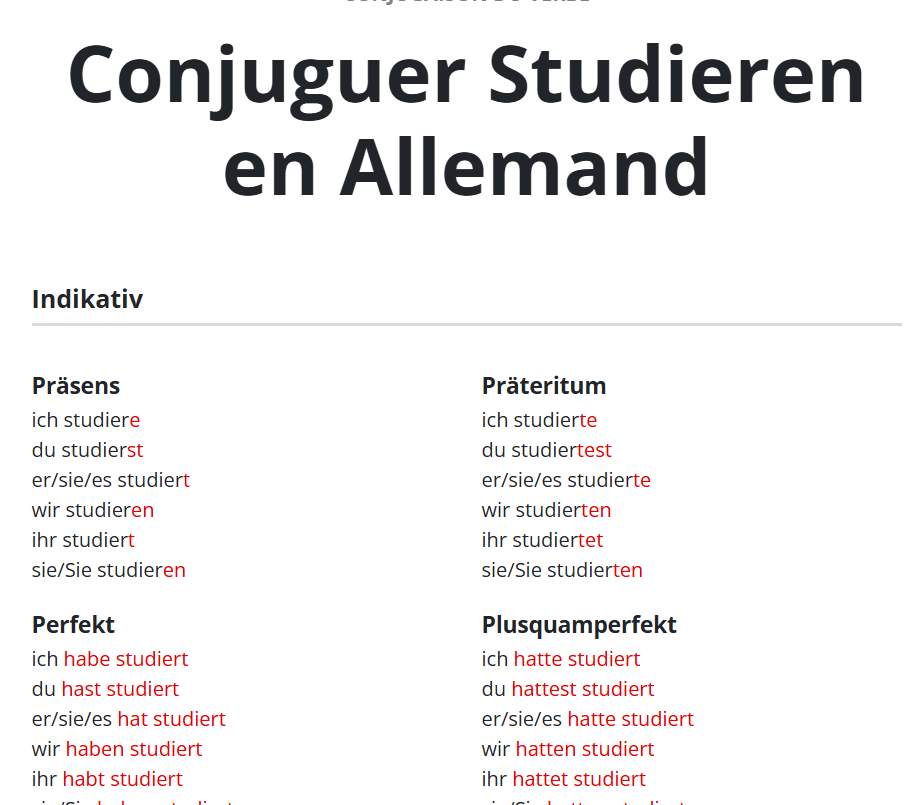 Conjuguer Studieren
en Allemand
Indikativ
Präsens
ich studiere
du studierst
er/sie/es studiert
wir studieren
ihr studiert
sie/Sie studieren
Präteritum
ich studierte
du studiertest
er/sie/es studierte
wir studierten
ihr studiertet
sie/Sie studierten
Perfekt
ich habe studiert
du hast studiert
er/sie/es hat studiert
wir haben studiert
ihr habt studiert
Plusquamperfekt
ich hatte studiert
du hattest studiert
er/sie/es hatte studiert
wir hatten studiert
ihr hattet studiert